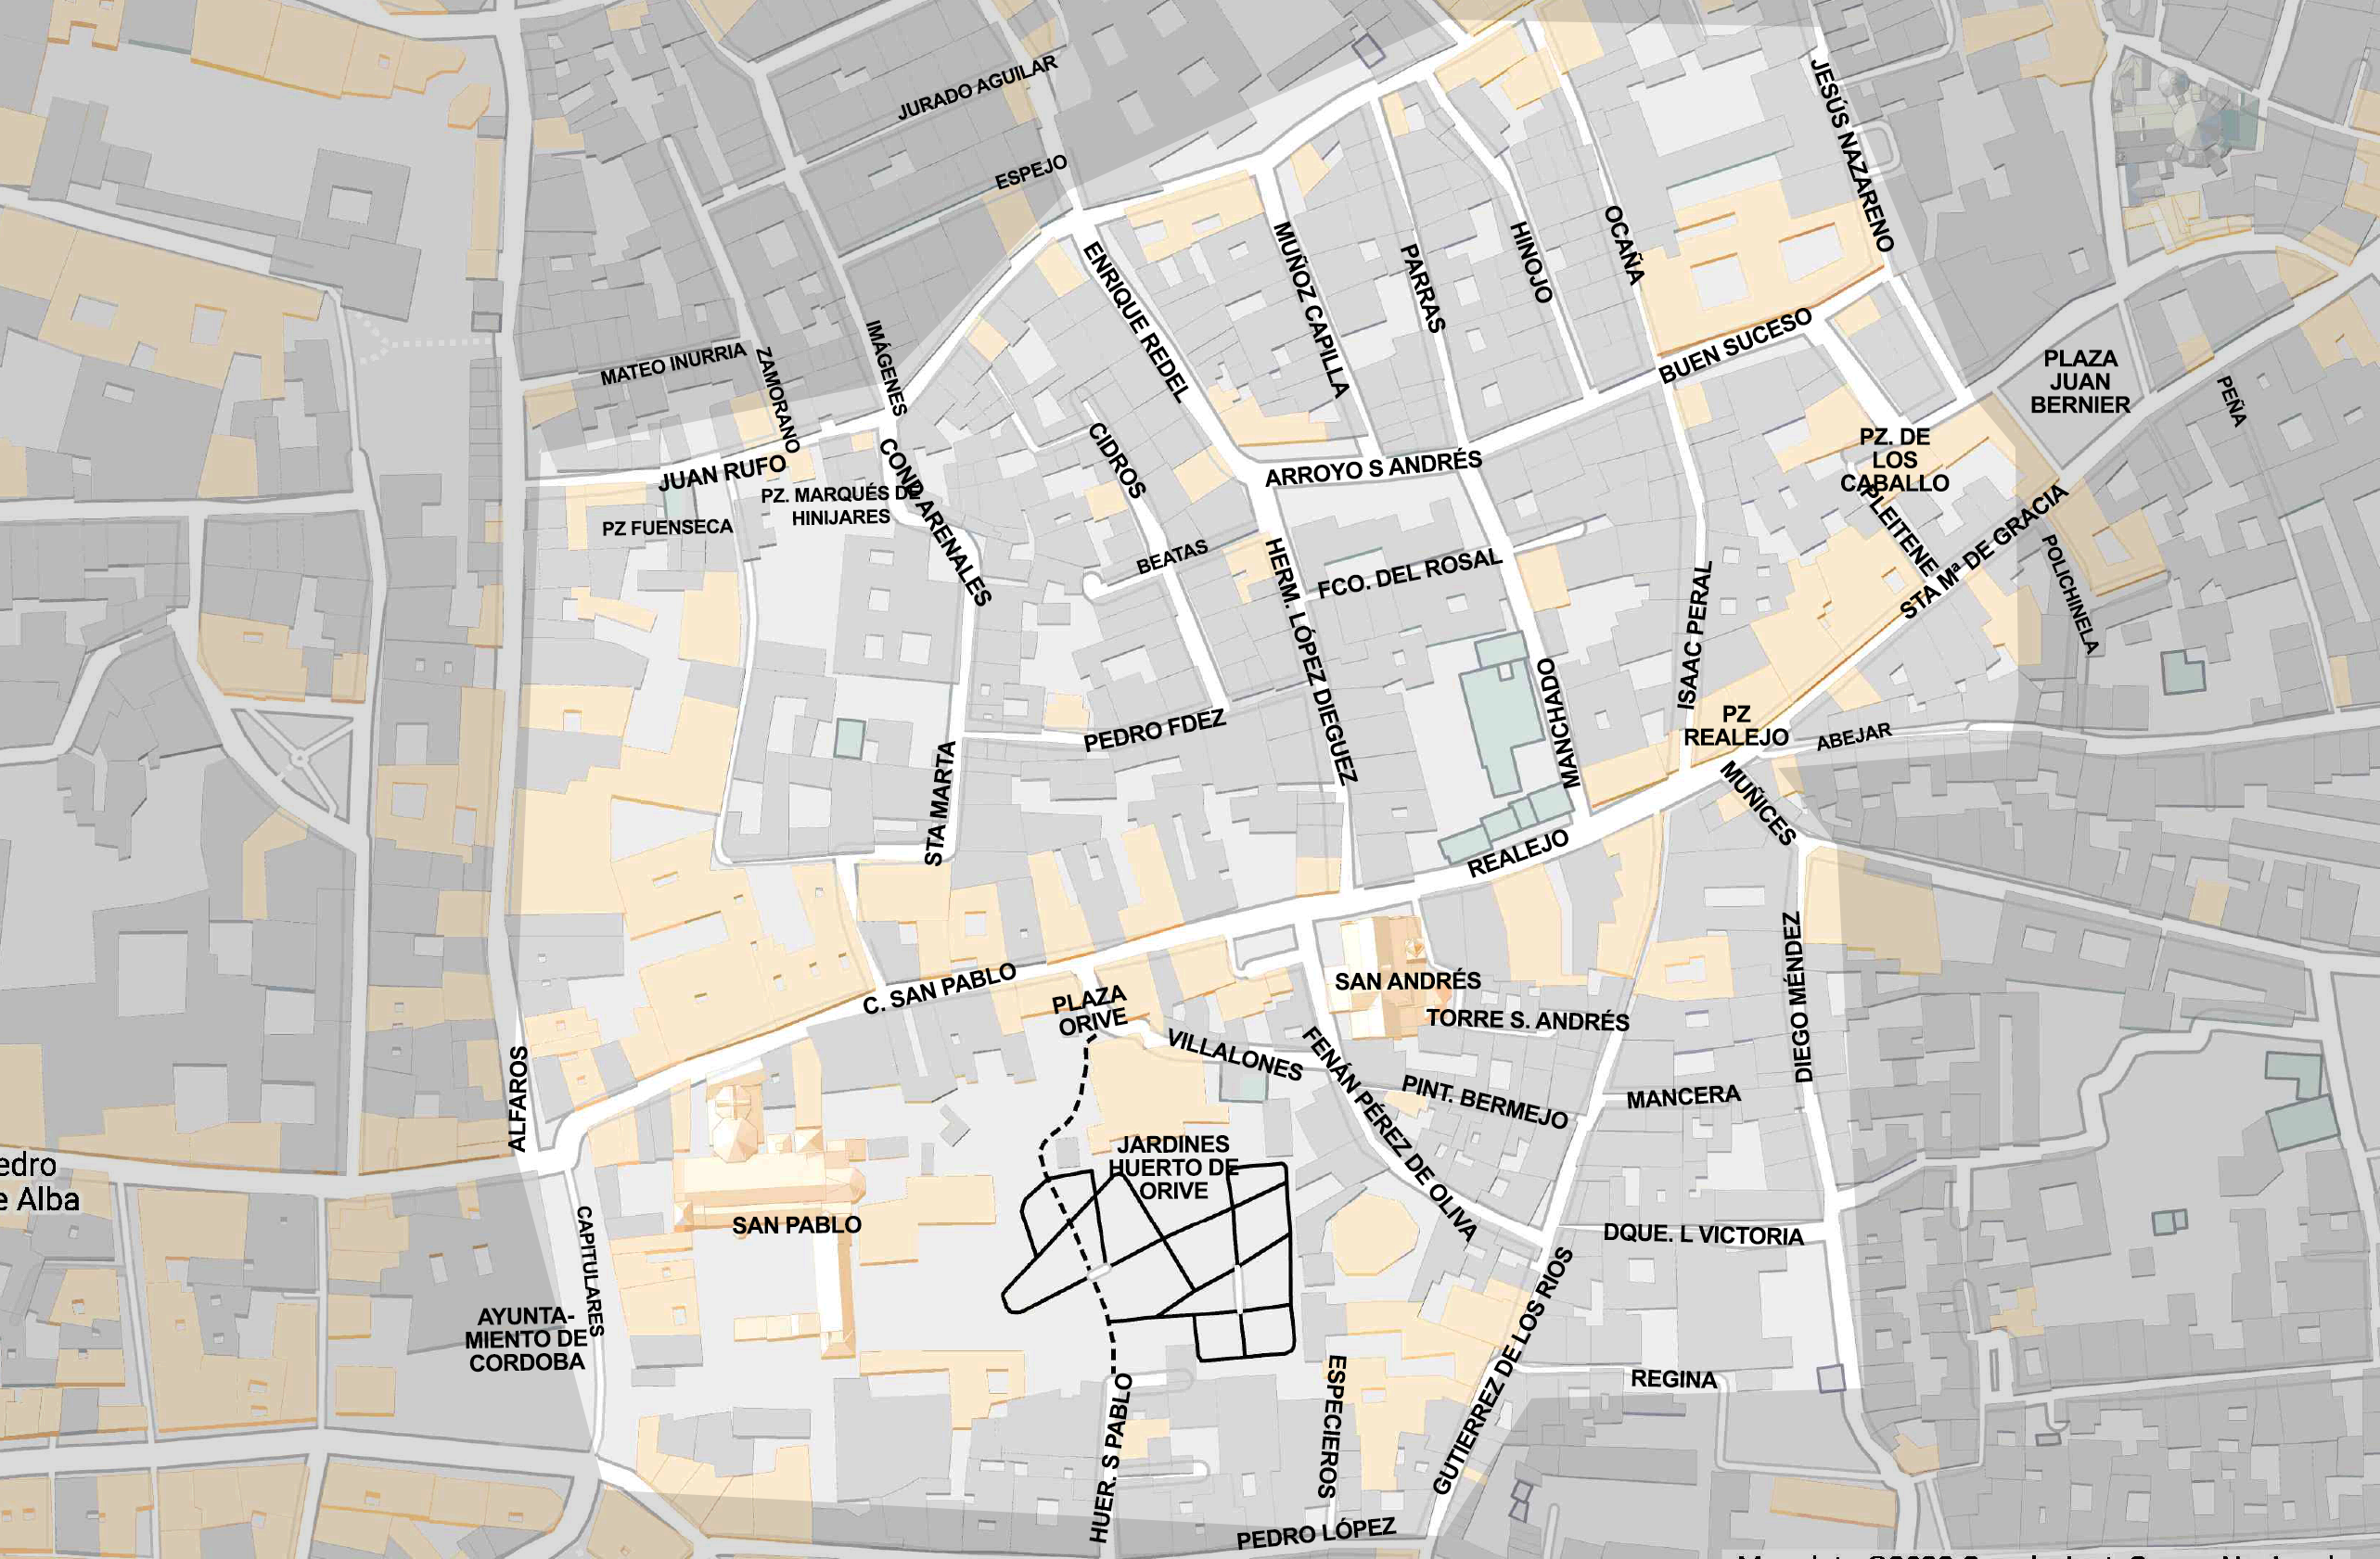 JURADO AGUILAR
ESPEJO
JESÚS NAZARENO
OCAÑA
HINOJO
PARRAS
MUÑOZ CAPILLA
ENRIQUE REDEL
IMÁGENES
ZAMORANO
MATEO INURRIA
BUEN SUCESO
PLAZA
JUAN
BERNIER
PEÑA
PZ. DE
LOS
CABALLO
PLEITENE
STA Mª DE GRACIA
POLICHINELA
JUAN RUFO
PZ. MARQUÉS DE
HINIJARES
PZ FUENSECA
COND ARENALES
CIDROS
BEATAS
ARROYO S ANDRÉS
FCO. DEL ROSAL
HERM. LÓPEZ DIEGUEZ
MANCHADO
ISAAC PERAL
PZ
REALEJO
ABEJAR
MUÑICES
PEDRO FDEZ
STA MARTA
REALEJO
DIEGO MÉNDEZ
C. SAN PABLO
PLAZA
ORIVE
SAN ANDRÉS
TORRE S. ANDRÉS
VILLALONES
FENÁN PÉREZ DE OLIVA
PINT. BERMEJO
MANCERA
ALFAROS
edro
e Alba
JARDINES
HUERTO DE
ORIVE
SAN PABLO
CAPITULARES
DQUE. L VICTORIA
AYUNTA-
MIENTO DE
CORDOBA
GUTIERREZ DE LOS RIOS
REGINA
ESPECIEROS
HUER. S PABLO
PEDRO LÓPEZ